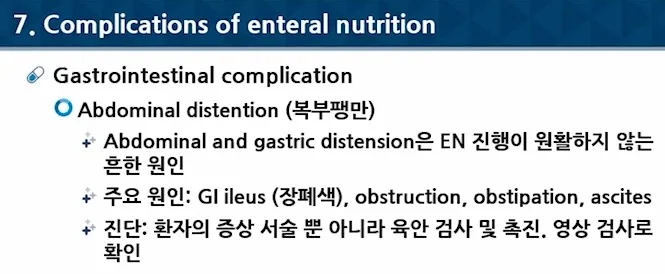 7. Complications of enteral nutrition
Gastrointestinal complication
Abdominal distention (복부팽만)
Abdominal and gastric distension은 EN 진행이 원활하지 않는
흔한 원인
주요 원인: GI ileus (장폐색), obstruction, obstipation, ascites
진단: 환자의 증상 서술 뿐 아니라 육안 검사 및 촉진. 영상 검사로
확인